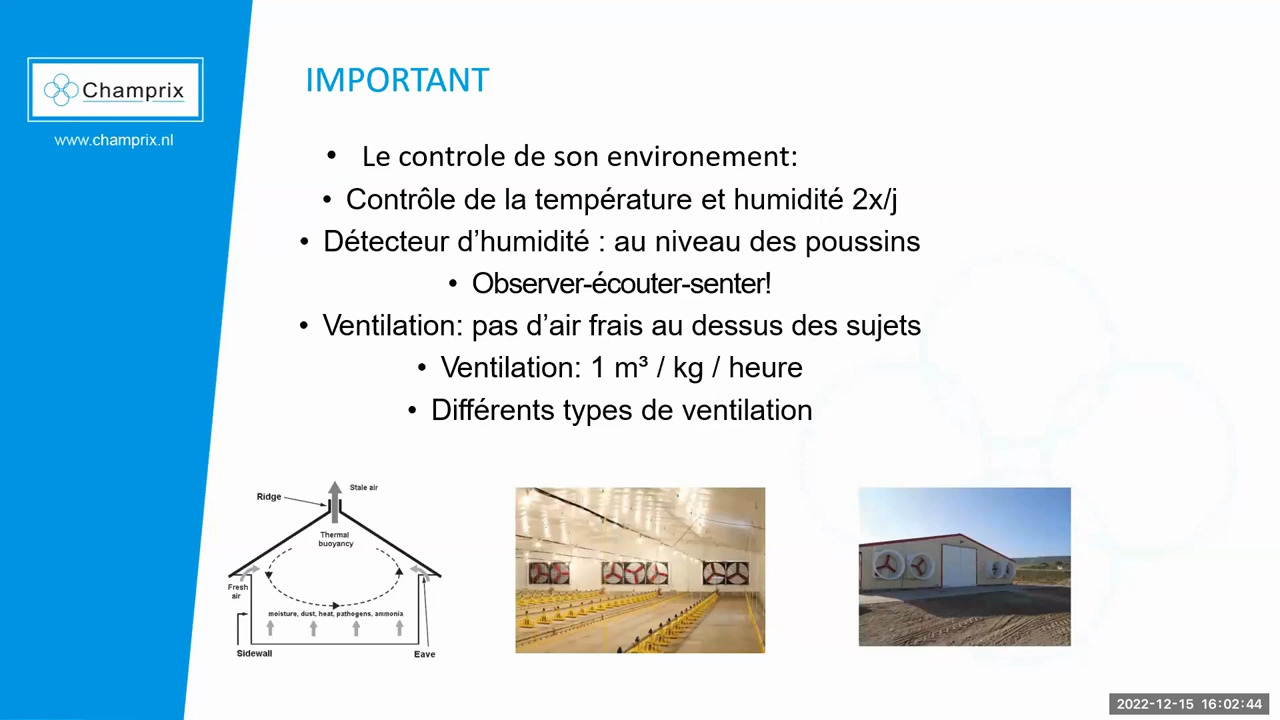 Champrix
www.champrix.nl
IMPORTANT
• Le controle de son environement:
• Contrôle de la température et humidité 2x/j
• Détecteur d’humidité : au niveau des poussins
• Observer-écouter-senter!
• Ventilation: pas d’air frais au dessus des sujets
• Ventilation: 1 m³ / kg / heure
• Différents types de ventilation
Stale air
Ridge
Thermal
buoyancy
Fresh
air
moisture, dust, heat, pathogens, ammonia
Sidewall
Eave
2022-12-15 16:02:44